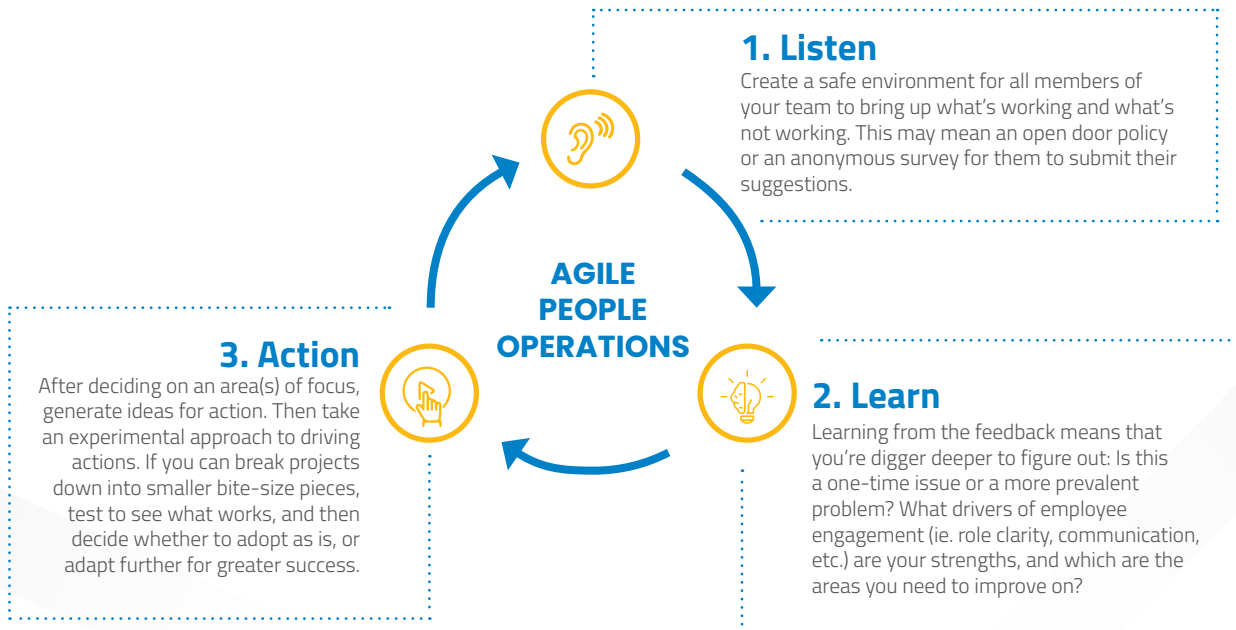 1. Listen
Create a safe environment for all members of
your team to bring up what's working and what's
not working. This may mean an open door policy
or an anonymous survey for them to submit their
suggestions.
AGILE
PEOPLE
OPERATIONS
2. Learn
Learning from the feedback means that
you're digger deeper to figure out: Is this
a one-time issue or a more prevalent
problem? What drivers of employee
engagement (ie. role clarity, communication,
etc.) are your strengths, and which are the
areas you need to improve on?
3. Action
After deciding on an area(s) of focus,
generate ideas for action. Then take
an experimental approach to driving
actions. If you can break projects
down into smaller bite-size pieces,
test to see what works, and then
decide whether to adopt as is, or
adapt further for greater success.